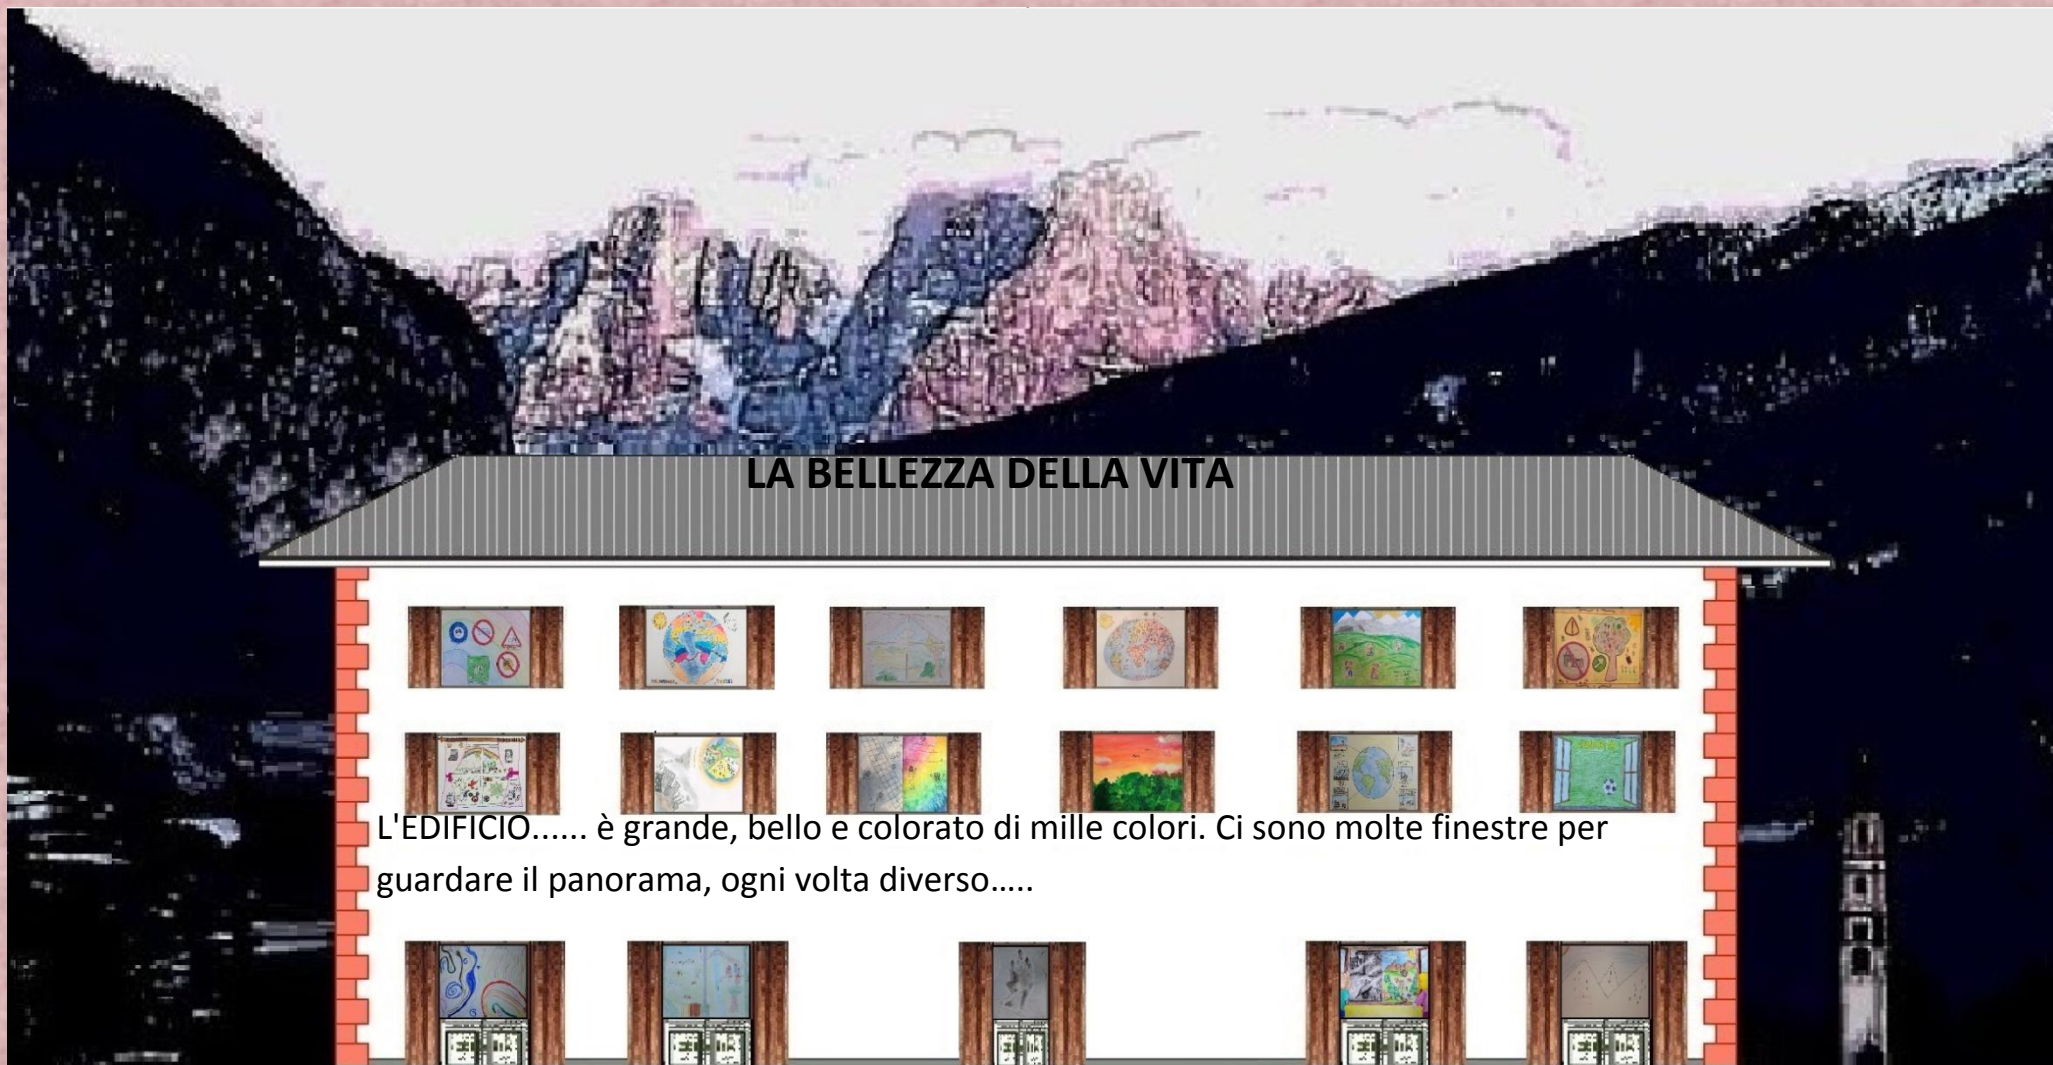 LA BELLEZZA DELLA VITA
L'EDIFICIO...... è grande, bello e colorato di mille colori. Ci sono molte finestre per
guardare il panorama, ogni volta diverso.....